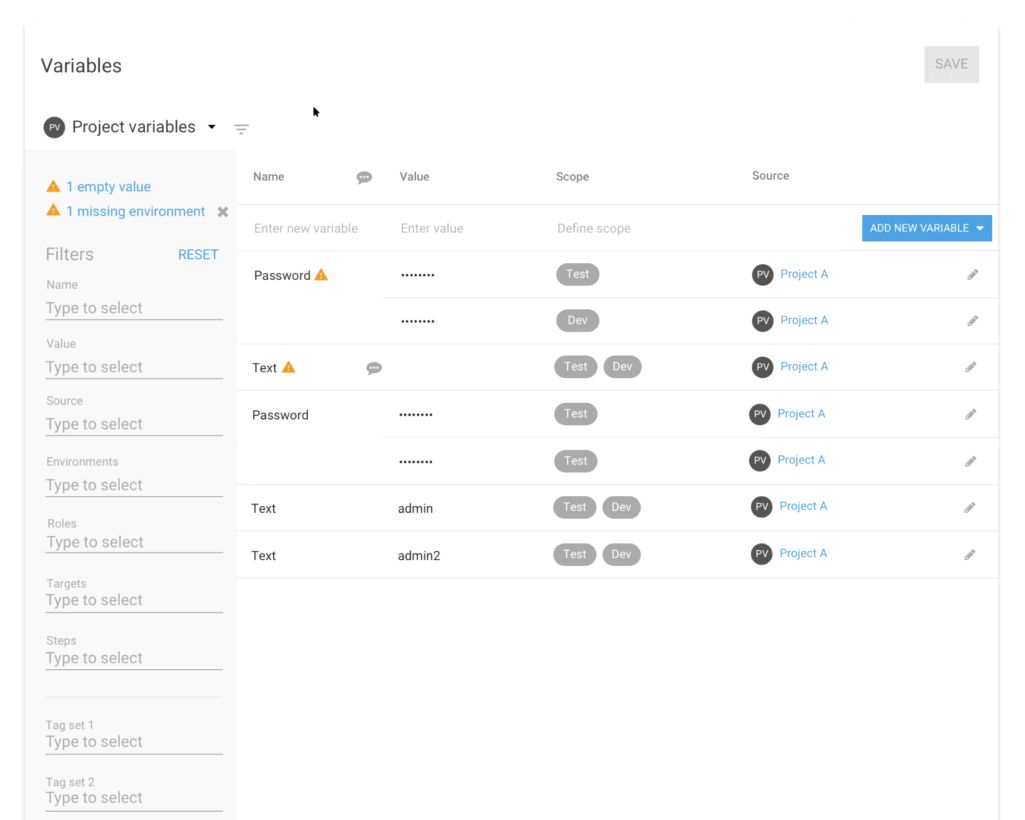 Variables
SAVE
PV Project variables
1 empty value
1 missing environment
Filters RESET
Name
Type to select
Value
Type to select
Source
Type to select
Environments
Type to select
Roles
Type to select
Targets
Type to select
Steps
Type to select
Tag set 1
Type to select
Tag set 2
Type to select
Name Value Scope Source
Enter new variable Enter value Define scope ADD NEW VARIABLE
Password •••••••• Test PV Project A
•••••••• Dev PV Project A
Text Test Dev PV Project A
Password •••••••• Test PV Project A
•••••••• Test PV Project A
Text admin Test Dev PV Project A
Text admin2 Test Dev PV Project A